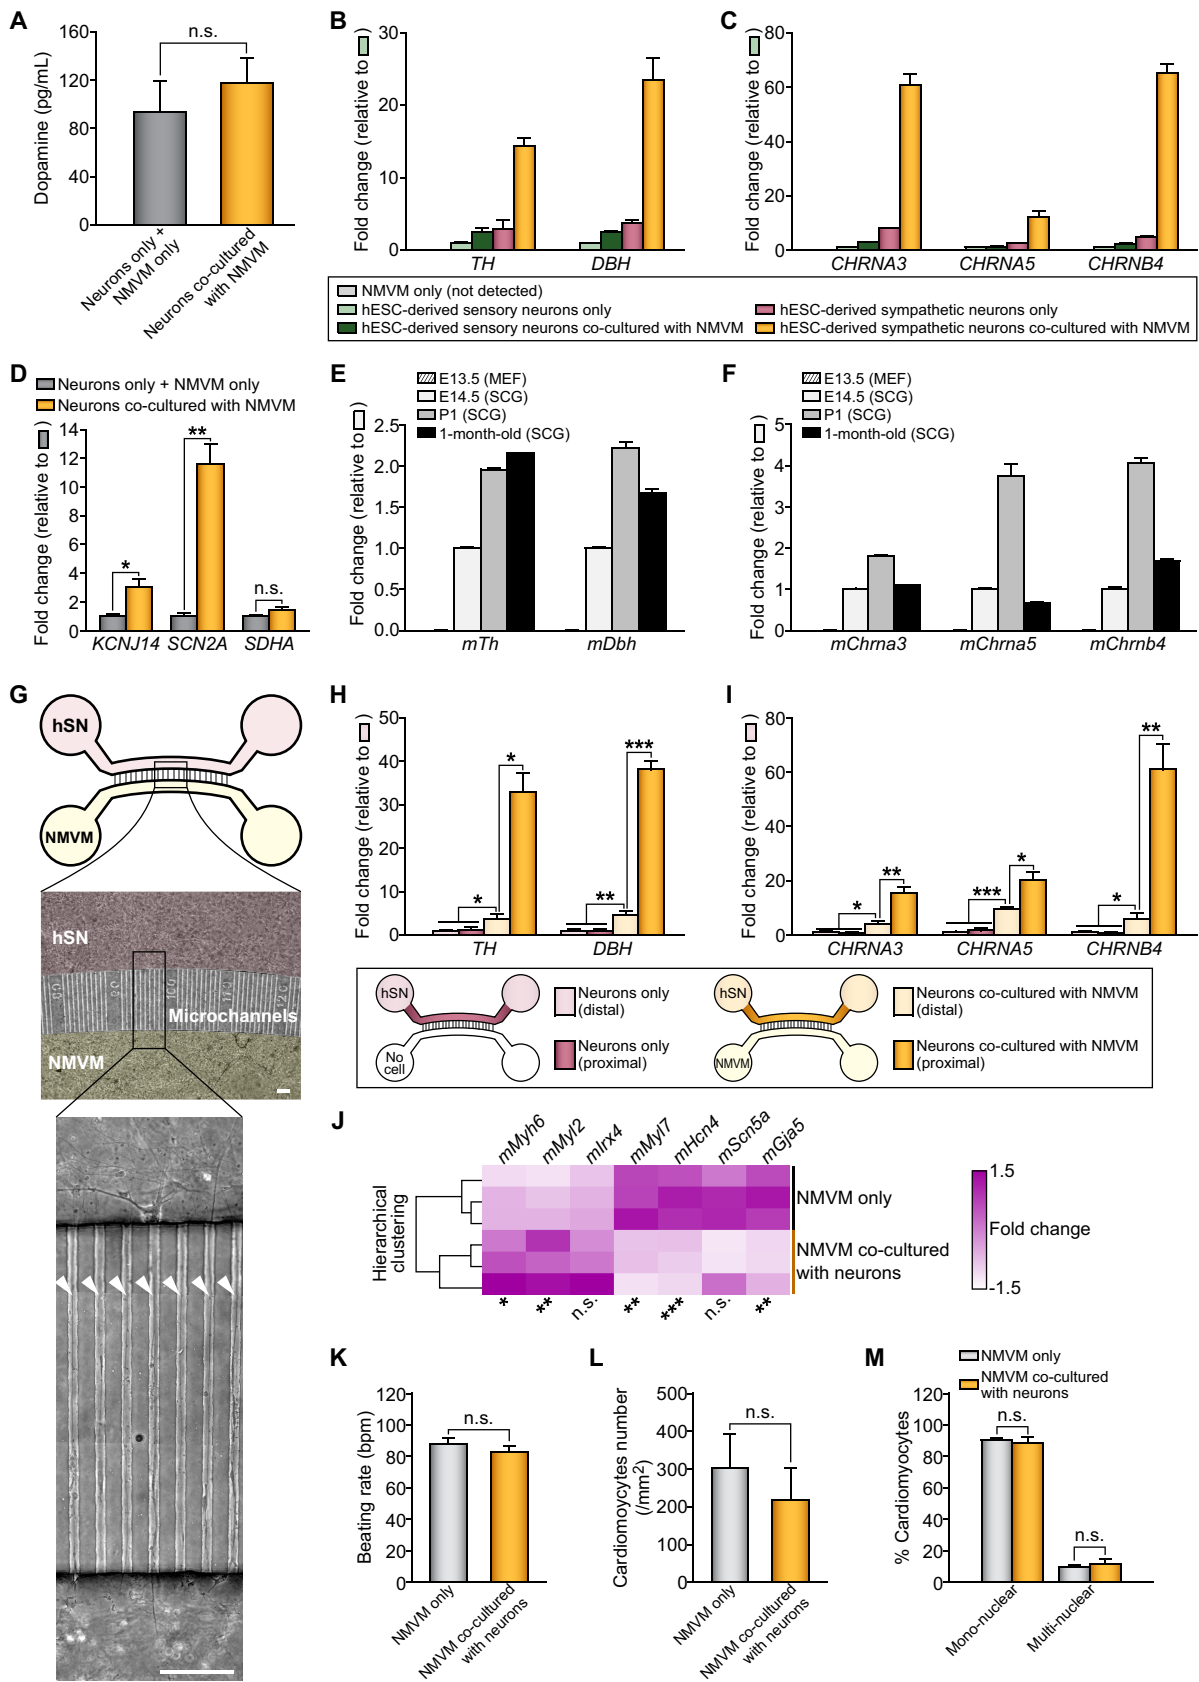 A
Dopamine (pg/mL)
160
120
80
40
0
n.s.
Neurons only +
NMVM only
Neurons co-cultured
with NMVM
B
Fold change (relative to )
30
20
10
0
TH
DBH
C
Fold change (relative to )
80
60
40
20
0
CHRNA3
CHRNA5
CHRNB4
NMVM only (not detected)
hESC-derived sensory neurons only
hESC-derived sensory neurons co-cultured with NMVM
hESC-derived sympathetic neurons only
hESC-derived sympathetic neurons co-cultured with NMVM
D
Neurons only + NMVM only
Neurons co-cultured with NMVM
Fold change (relative to )
14
12
10
8
6
4
2
0
*
**
n.s.
KCNJ14
SCN2A
SDHA
E
E13.5 (MEF)
E14.5 (SCG)
P1 (SCG)
1-month-old (SCG)
Fold change (relative to )
2.5
2.0
1.5
1.0
0.5
0.0
mTh
mDbh
F
E13.5 (MEF)
E14.5 (SCG)
P1 (SCG)
1-month-old (SCG)
Fold change (relative to )
5
4
3
2
1
0
mChrna3
mChrna5
mChrnb4
G
hSN
NMVM
hSN
80
90
100
110
120
Microchannels
NMVM
H
Fold change (relative to )
50
40
30
20
10
0
*
*
**
***
TH
DBH
I
Fold change (relative to )
80
60
40
20
0
*
**
***
*
*
**
CHRNA3
CHRNA5
CHRNB4
hSN
No
cell
Neurons only
(distal)
Neurons only
(proximal)
hSN
NMVM
Neurons co-cultured with NMVM
(distal)
Neurons co-cultured with NMVM
(proximal)
J
mMyh6
mMyl2
mIrx4
mMyl7
mHcn4
mScn5a
mGja5
Hierarchical
clustering
NMVM only
NMVM co-cultured
with neurons
*
**
n.s.
**
***
n.s.
**
1.5
Fold change
-1.5
K
Beating rate (bpm)
120
100
80
60
40
20
0
n.s.
NMVM only
NMVM co-cultured
with neurons
L
Cardiomoycytes number
(/mm2)
500
400
300
200
100
0
n.s.
NMVM only
NMVM co-cultured
with neurons
M
NMVM only
NMVM co-cultured
with neurons
% Cardiomyocytes
120
100
80
60
40
20
0
n.s.
n.s.
Mono-nuclear
Multi-nuclear